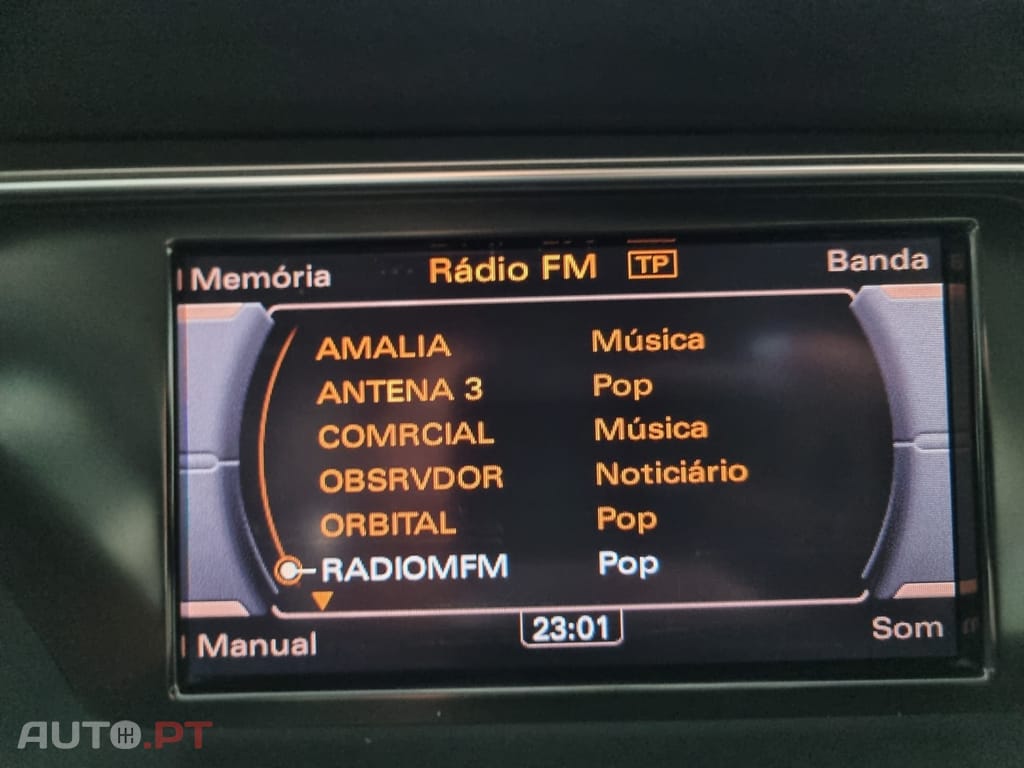 Memória Rádio FM TP Banda
AMALIA Música
ANTENA 3 Pop
COMRCIAL Música
OBSRVDOR Noticiário
ORBITAL Pop
RADIOMFM Pop
Manual 23:01 Som
AUTO.PT